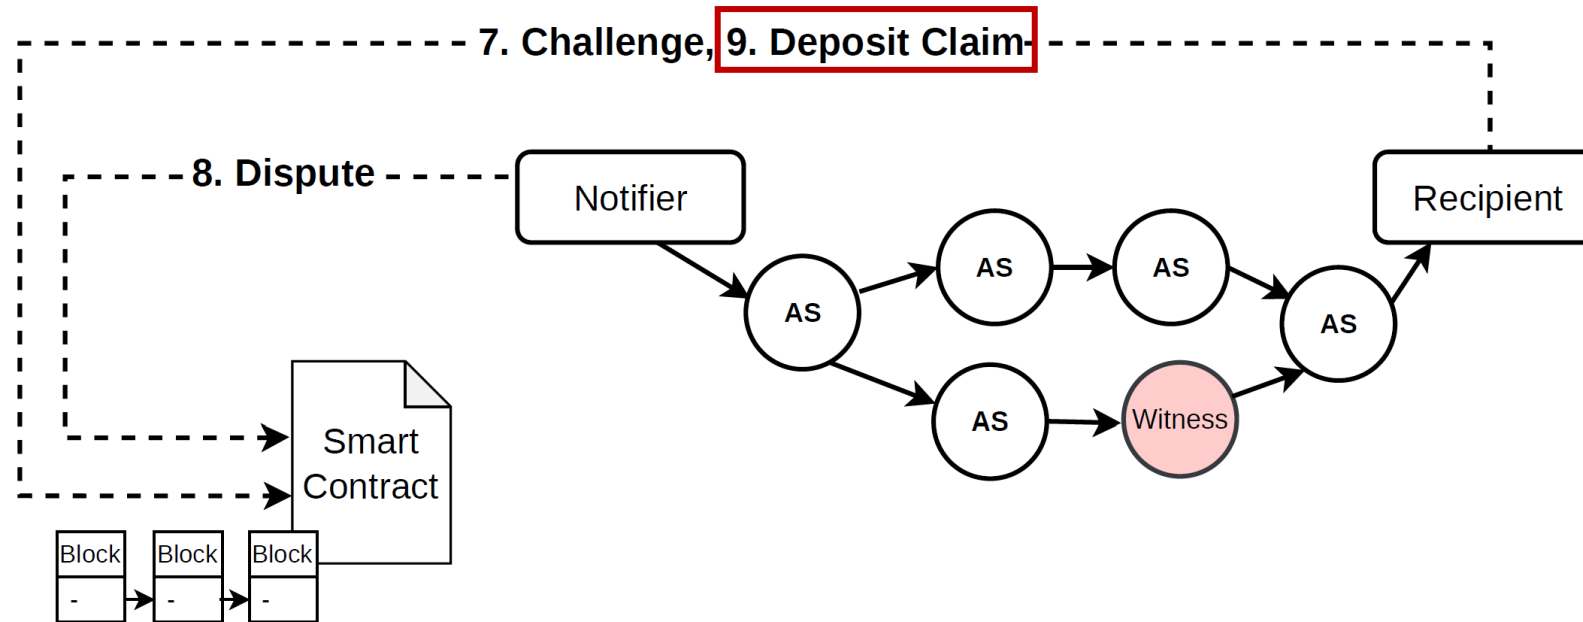 7. Challenge, 9. Deposit Claim
8. Dispute
Notifier
Recipient
AS
AS
AS
AS
AS
Witness
Smart
Contract
Block
Block
Block
-
-
-